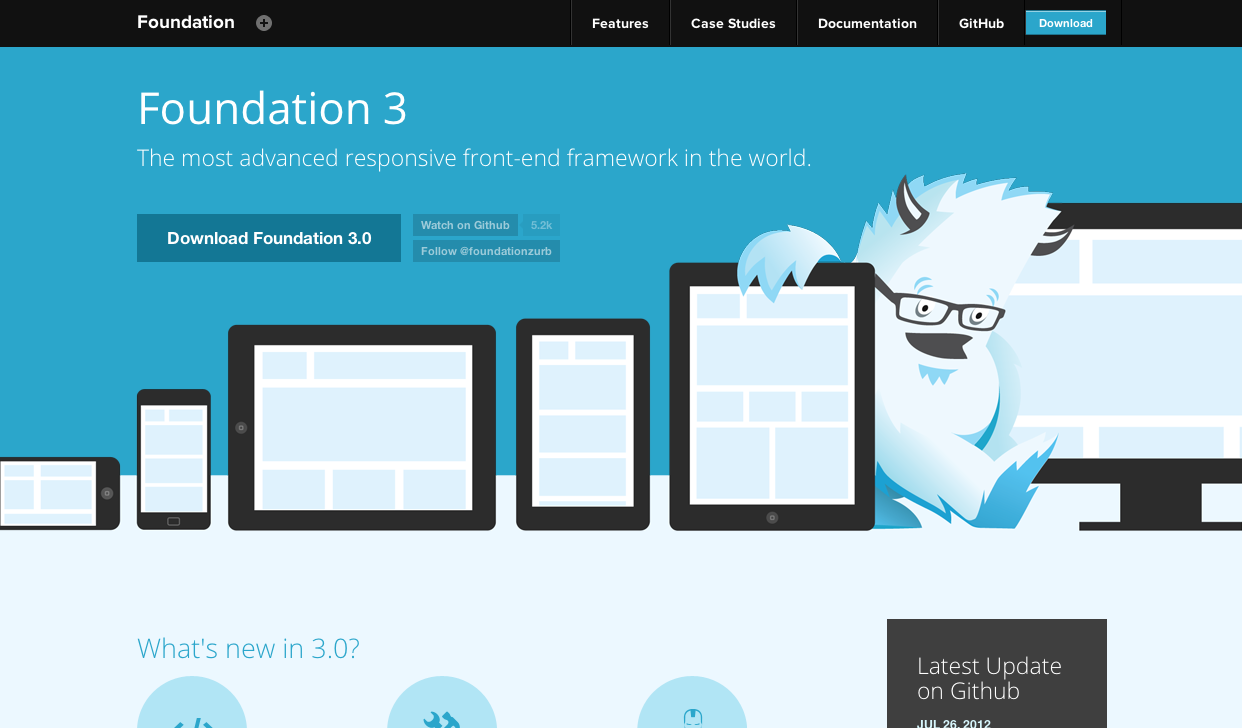 Foundation
Features
Case Studies
Documentation
GitHub
Download
Foundation 3
The most advanced responsive front-end framework in the world.
Download Foundation 3.0
Watch on Github
5.2k
Follow @foundationzurb
What's new in 3.0?
Latest Update
on Github
JUL 26, 2012